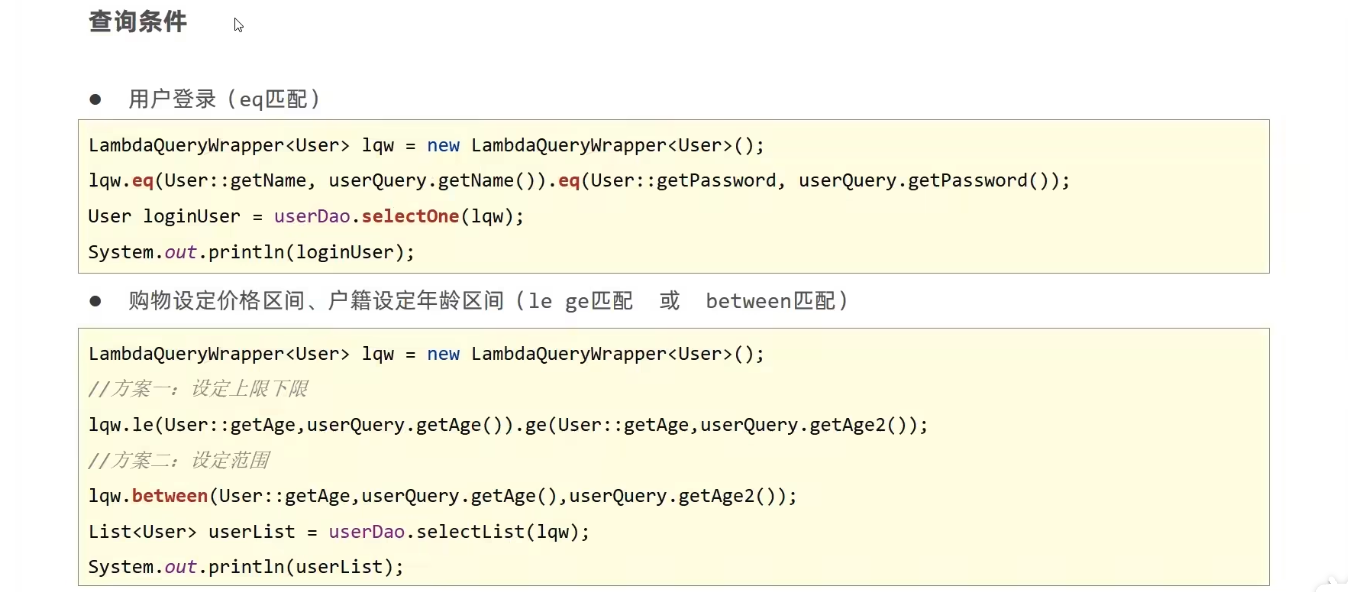 查询条件
● 用户登录（eq匹配）
LambdaQueryWrapper<User> lqw = new LambdaQueryWrapper<User>();
lqw.eq(User::getName, userQuery.getName()).eq(User::getPassword, userQuery.getPassword());
User loginUser = userDao.selectOne(lqw);
System.out.println(loginUser);
● 购物设定价格区间、户籍设定年龄区间（le ge匹配 或 between匹配）
LambdaQueryWrapper<User> lqw = new LambdaQueryWrapper<User>();
//方案一：设定上限下限
lqw.le(User::getAge,userQuery.getAge()).ge(User::getAge,userQuery.getAge2());
//方案二：设定范围
lqw.between(User::getAge,userQuery.getAge(),userQuery.getAge2());
List<User> userList = userDao.selectList(lqw);
System.out.println(userList);